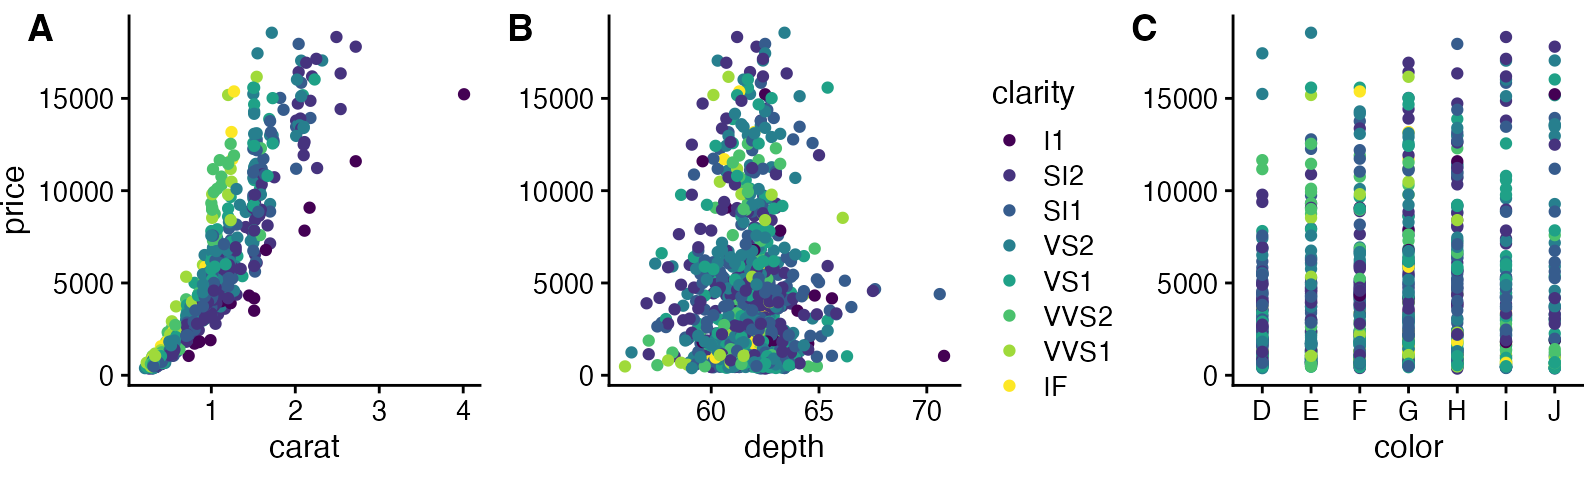 A
price
15000
10000
5000
0
1 2 3 4
carat
B
15000
10000
5000
0
60 65 70
depth
clarity
I1
SI2
SI1
VS2
VS1
VVS2
VVS1
IF
C
15000
10000
5000
0
D E F G H I J
color